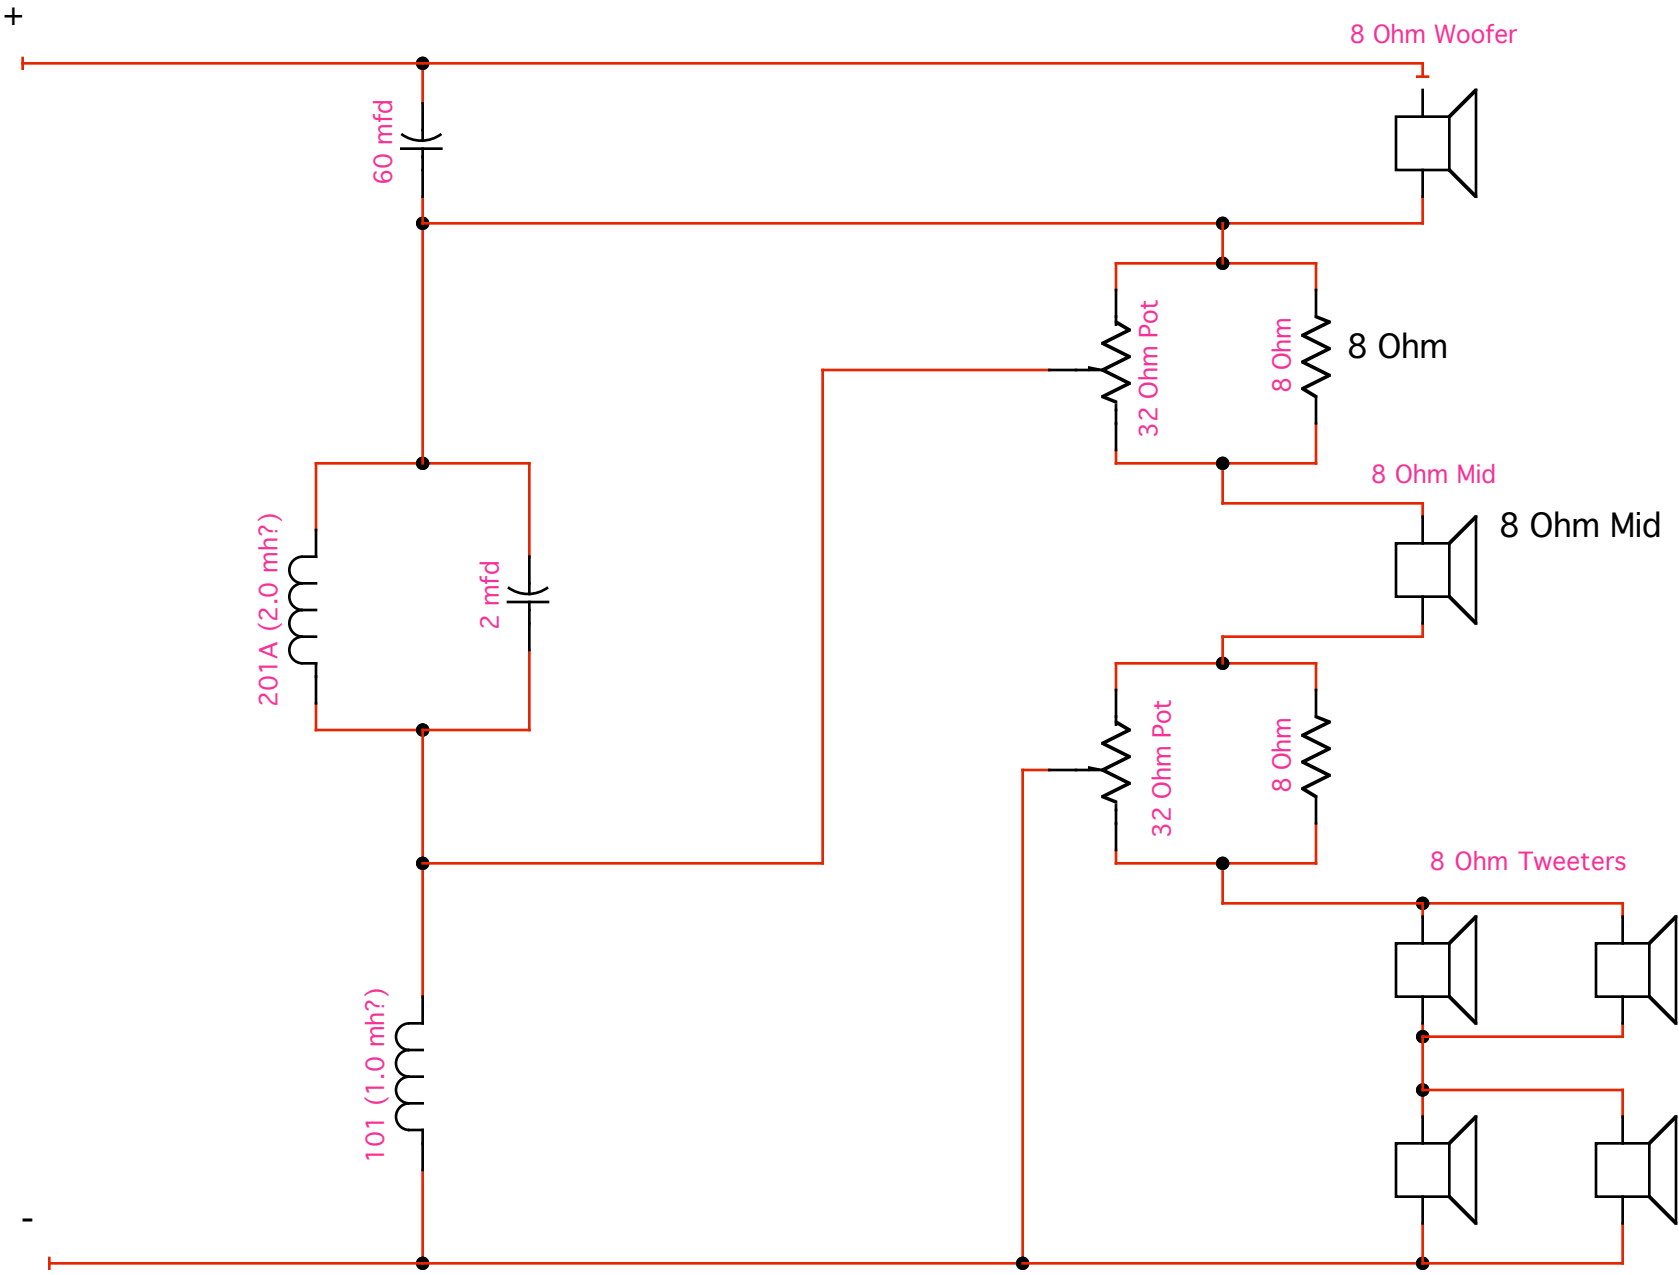 +
8 Ohm Woofer
60 mfd
32 Ohm Pot
8 Ohm
8 Ohm
8 Ohm Mid
8 Ohm Mid
201A (2.0 mh?)
2 mfd
32 Ohm Pot
8 Ohm
8 Ohm Tweeters
101 (1.0 mh?)
-